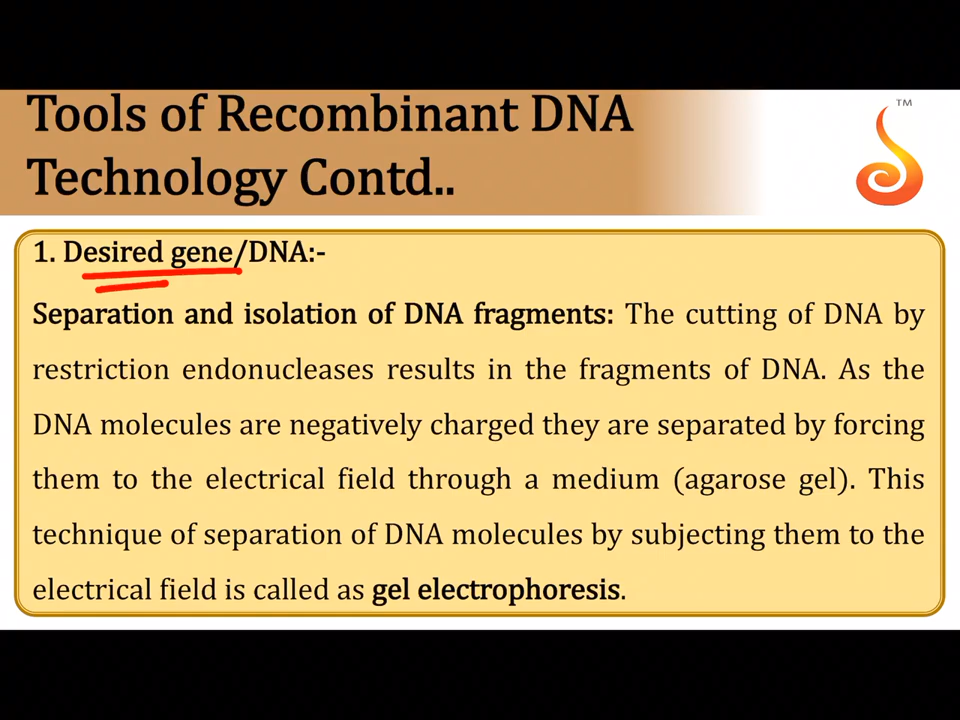 Tools of Recombinant DNA
Technology Contd..
TM
1. Desired gene/DNA:-
Separation and isolation of DNA fragments: The cutting of DNA by
restriction endonucleases results in the fragments of DNA. As the
DNA molecules are negatively charged they are separated by forcing
them to the electrical field through a medium (agarose gel). This
technique of separation of DNA molecules by subjecting them to the
electrical field is called as gel electrophoresis.